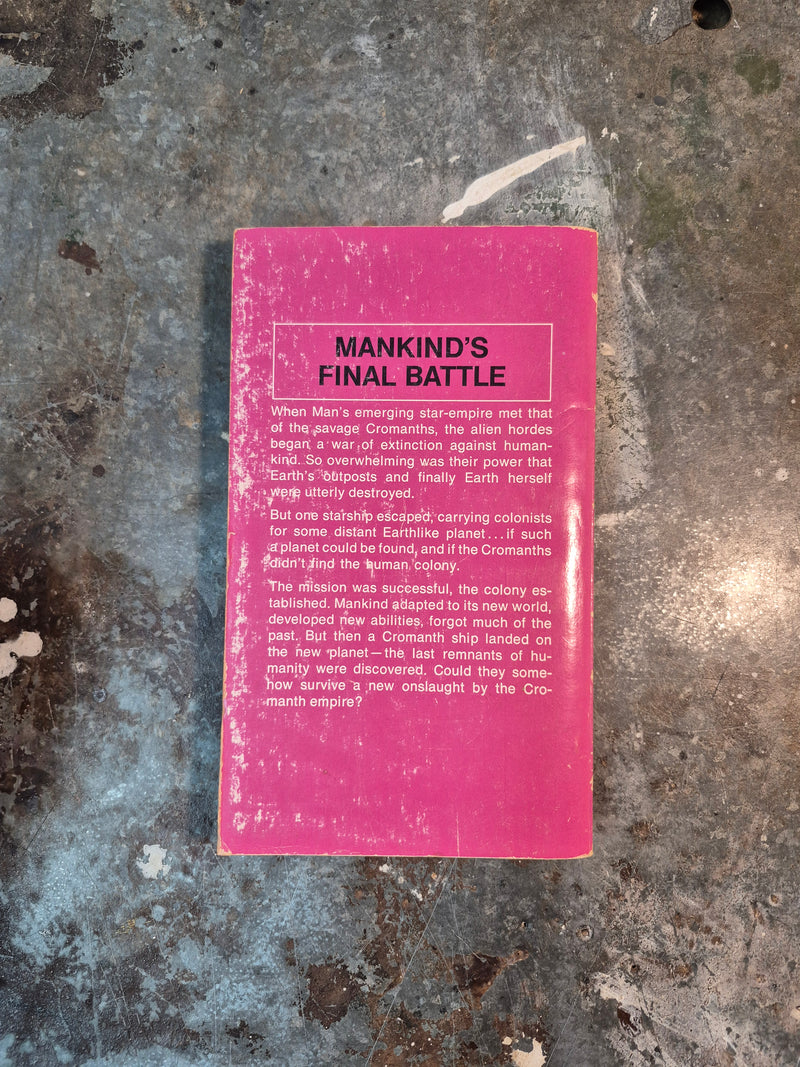 MANKIND'S
FINAL BATTLE
When Man's emerging star-empire met that
of the savage Cromanths, the alien hordes
began a war of extinction against human-
kind. So overwhelming was their power that
Earth's outposts and finally Earth herself
were utterly destroyed.
But one starship escaped, carrying colonists
for some distant Earthlike planet...if such
a planet could be found, and if the Cromanths
didn't find the human colony.
The mission was successful, the colony es-
tablished. Mankind adapted to its new world,
developed new abilities, forgot much of the
past. But then a Cromanth ship landed on
the new planet—the last remnants of hu-
manity were discovered. Could they some-
how survive a new onslaught by the Cro-
manth empire?